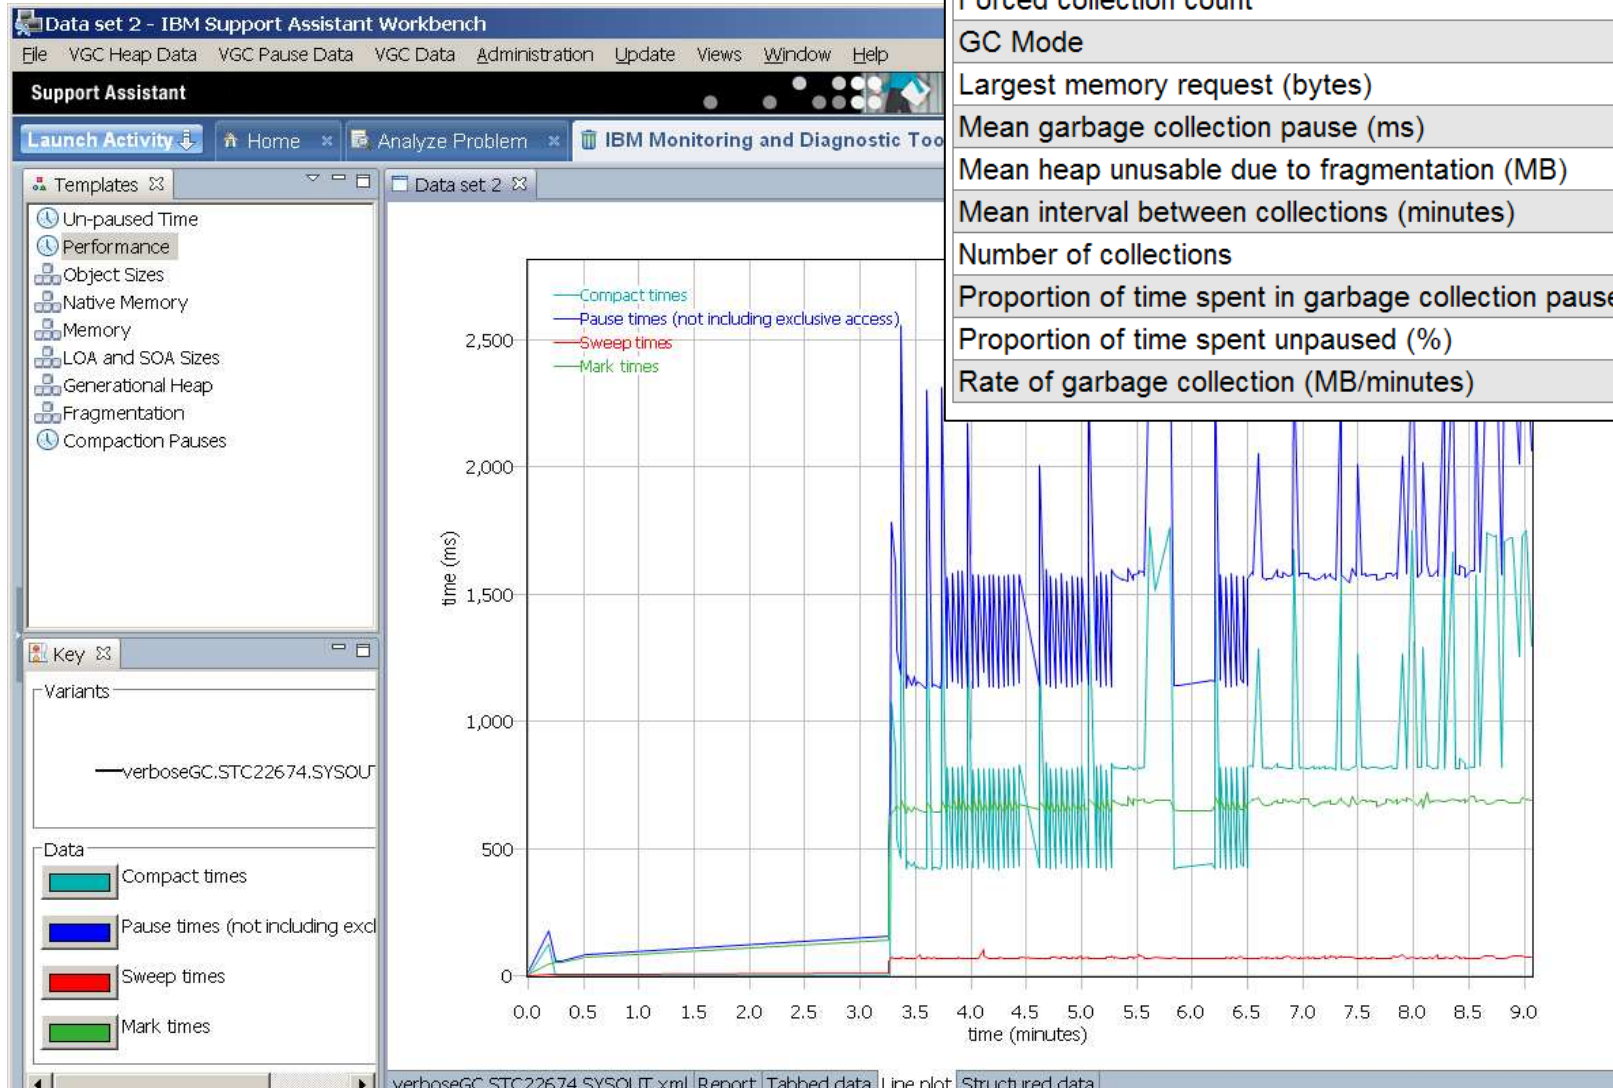 Data set 2 - IBM Support Assistant Workbench
File VGC Heap Data VGC Pause Data VGC Data Administration Update Views Window Help
Support Assistant
Launch Activity Home Analyze Problem IBM Monitoring and Diagnostic Too
Templates
Un-paused Time
Performance
Object Sizes
Native Memory
Memory
LOA and SOA Sizes
Generational Heap
Fragmentation
Compaction Pauses
Key
Variants
verboseGC.STC22674.SYSOUT
Data
Compact times
Pause times (not including excl
Sweep times
Mark times
Data set 2
Compact times
Pause times (not including exclusive access)
Sweep times
Mark times
2,500
2,000
1,500
1,000
500
0
time (ms)
0.0 0.5 1.0 1.5 2.0 2.5 3.0 3.5 4.0 4.5 5.0 5.5 6.0 6.5 7.0 7.5 8.0 8.5 9.0
time (minutes)
verboseGC.STC22674.SYSOUT.xml Report Tabbed data Line plot Structured data
Forced collection count
GC Mode
Largest memory request (bytes)
Mean garbage collection pause (ms)
Mean heap unusable due to fragmentation (MB)
Mean interval between collections (minutes)
Number of collections
Proportion of time spent in garbage collection pause
Proportion of time spent unpaused (%)
Rate of garbage collection (MB/minutes)